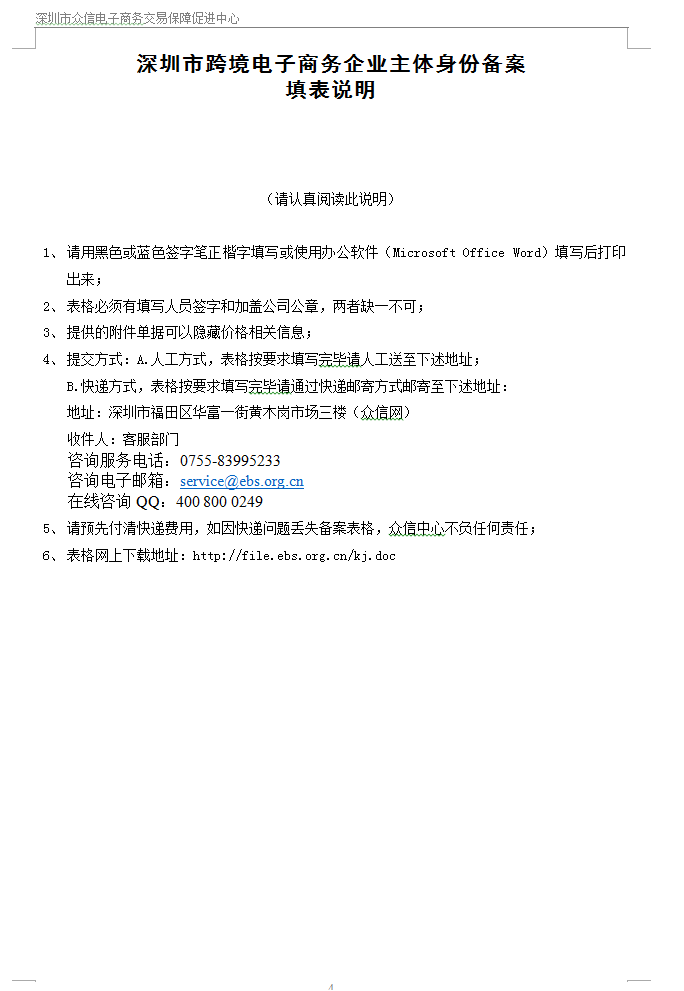 深圳市众信电子商务交易保障促进中心
深圳市跨境电子商务企业主体身份备案
填表说明
（请认真阅读此说明）
1、请用黑色或蓝色签字笔正楷字填写或使用办公软件（Microsoft Office Word）填写后打印
出来；
2、表格必须有填写人员签字和加盖公司公章，两者缺一不可；
3、提供的附件单据可以隐藏价格相关信息；
4、提交方式：A.人工方式，表格按要求填写完毕请人工送至下述地址；
B.快递方式，表格按要求填写完毕请通过快递邮寄方式邮寄至下述地址：
地址：深圳市福田区华富一街黄木岗市场三楼（众信网）
收件人：客服部门
咨询服务电话：0755-83995233
咨询电子邮箱：service@ebs.org.cn
在线咨询 QQ：400 800 0249
5、请预先付清快递费用，如因快递问题丢失备案表格，众信中心不负任何责任；
6、表格网上下载地址：http://file.ebs.org.cn/kj.doc
4